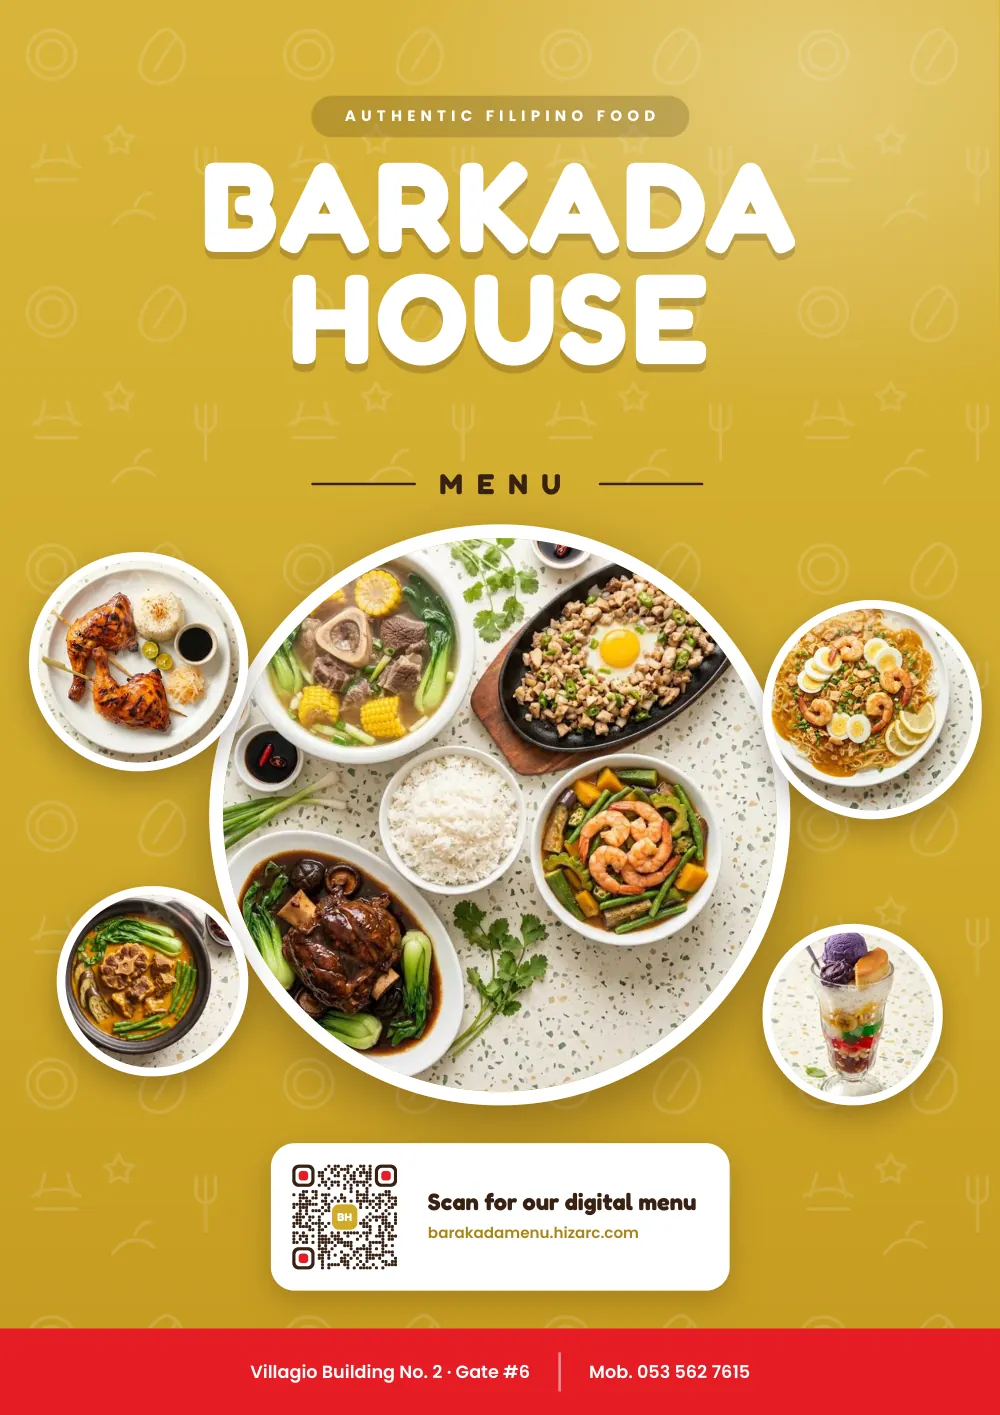 AUTHENTIC FILIPINO FOOD
BARKADA
HOUSE
MENU
BH
Scan for our digital menu
barakadamenu.hizarc.com
Villagio Building No. 2 · Gate #6
Mob. 053 562 7615